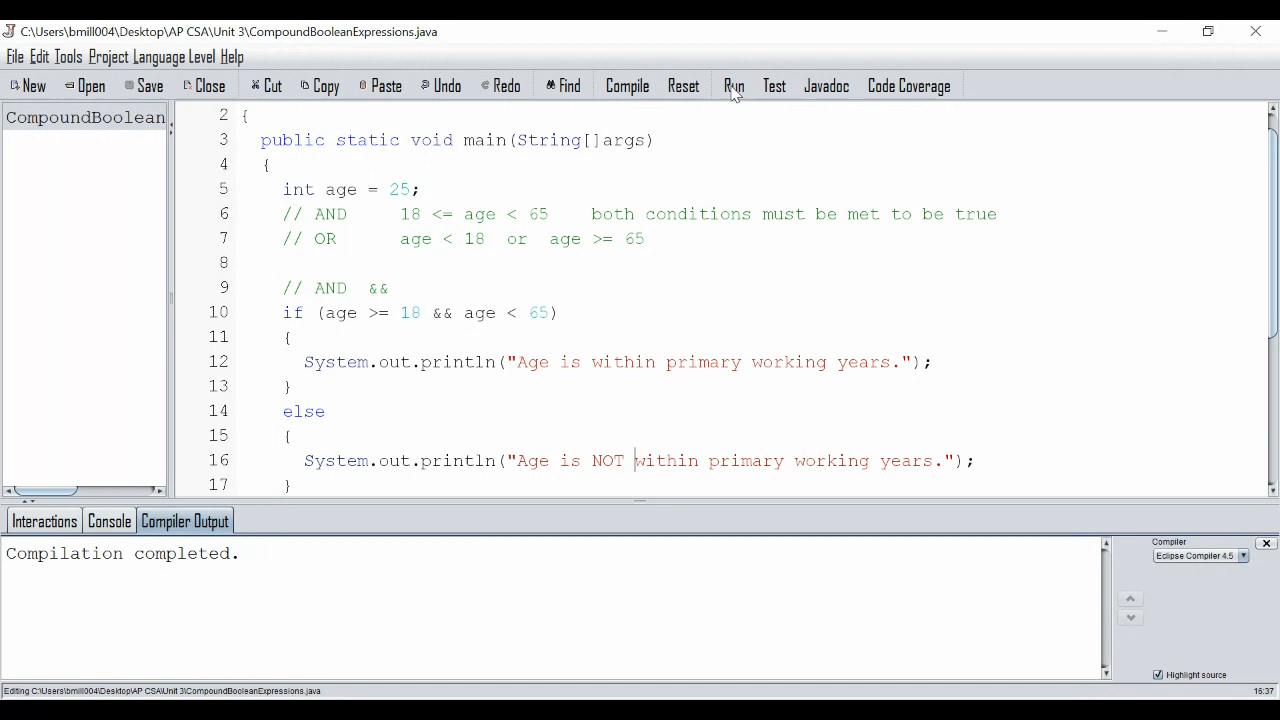 C:\Users\bmill004\Desktop\AP CSA\Unit 3\CompoundBooleanExpressions.java
File Edit Tools Project Language Level Help
New Open Save Close Cut Copy Paste Undo Redo Find Compile Reset Run Test Javadoc Code Coverage
CompoundBoolean
2 {
3 public static void main(String[]args)
4 {
5 int age = 25;
6 // AND 18 <= age < 65 both conditions must be met to be true
7 // OR age < 18 or age >= 65
8
9 // AND &&
10 if (age >= 18 && age < 65)
11 {
12 System.out.println("Age is within primary working years.");
13 }
14 else
15 {
16 System.out.println("Age is NOT within primary working years.");
17 }
Interactions Console Compiler Output
Compilation completed.
Compiler
Eclipse Compiler 4.5
Highlight source
Editing C:\Users\bmill004\Desktop\AP CSA\Unit 3\CompoundBooleanExpressions.java
16:37